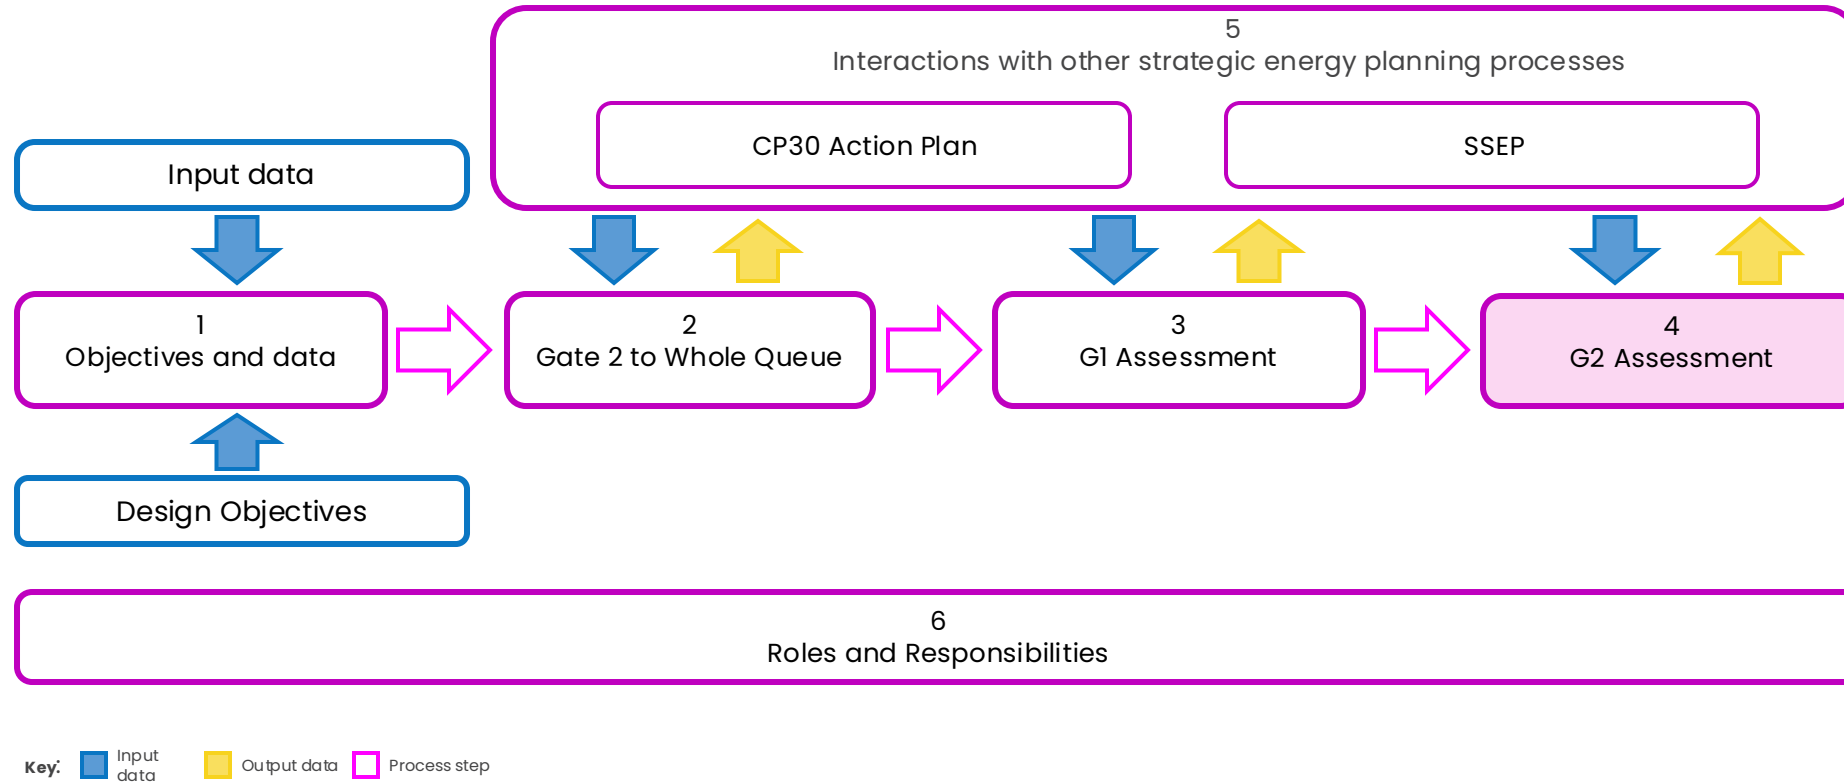 5
Interactions with other strategic energy planning processes
CP30 Action Plan
SSEP
Input data
1
Objectives and data
2
Gate 2 to Whole Queue
3
G1 Assessment
4
G2 Assessment
Design Objectives
6
Roles and Responsibilities
Key:
Input
data
Output data
Process step